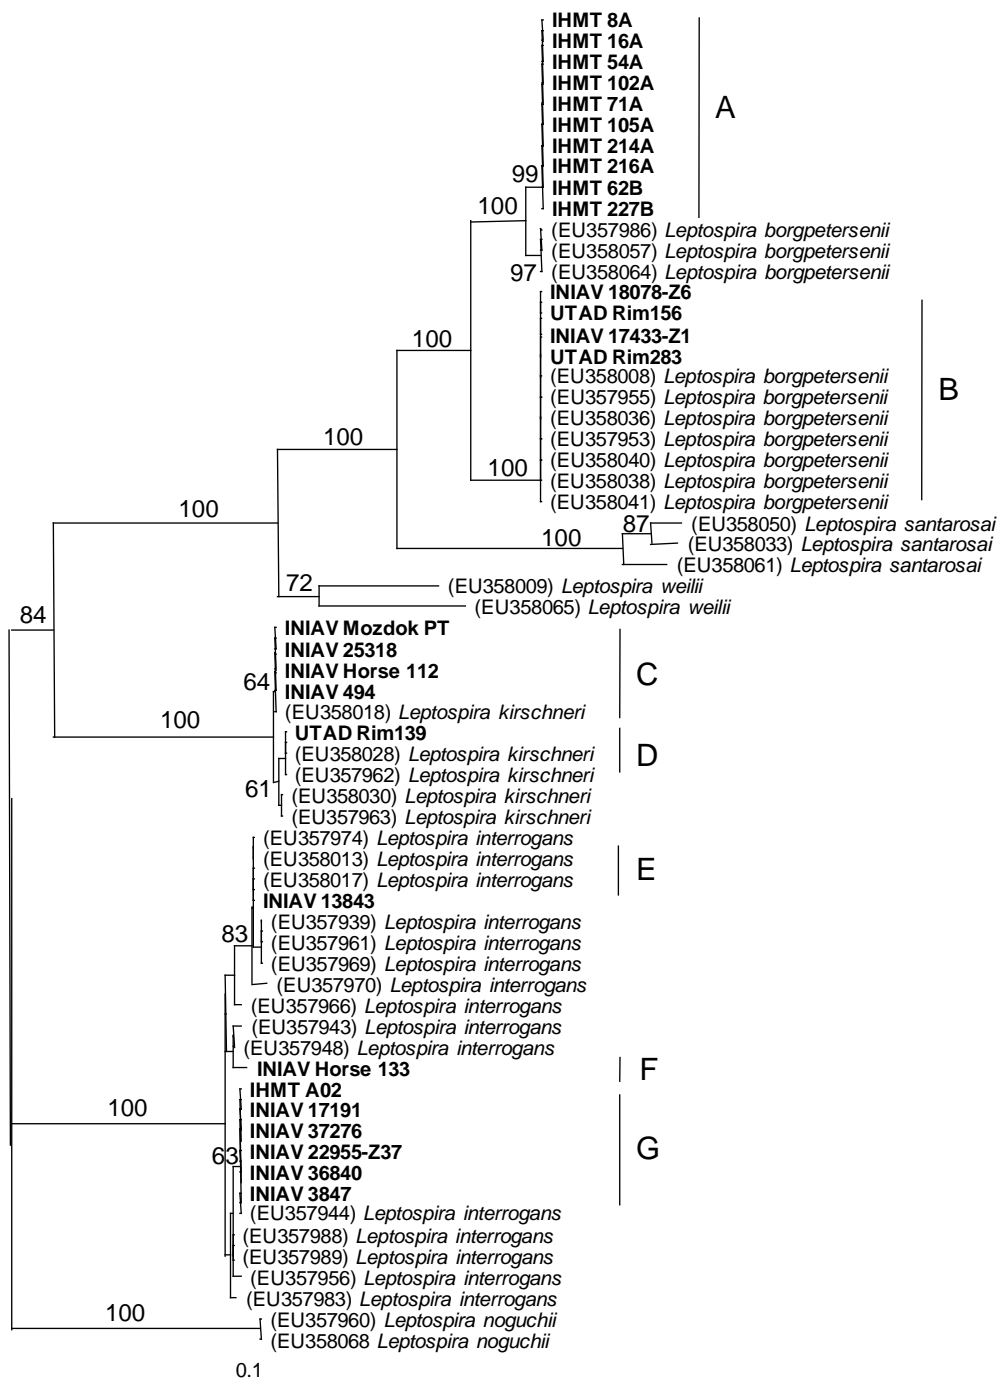 IHMT 8A
IHMT 16A
IHMT 54A
IHMT 102A
IHMT 71A
A
IHMT 105A
IHMT 214A
IHMT 216A
99
IHMT 62B
100
IHMT 227B
(EU357986) Leptospira borgpetersenii
(EU358057) Leptospira borgpetersenii
97
(EU358064) Leptospira borgpetersenii
INIAV 18078-Z6
UTAD Rim156
100
INIAV 17433-Z1
UTAD Rim283
(EU358008) Leptospira borgpetersenii
B
(EU357955) Leptospira borgpetersenii
(EU358036) Leptospira borgpetersenii
100
(EU357953) Leptospira borgpetersenii
(EU358040) Leptospira borgpetersenii
100
(EU358038) Leptospira borgpetersenii
(EU358041) Leptospira borgpetersenii
100
87
(EU358050) Leptospira santarosai
100
(EU358033) Leptospira santarosai
(EU358061) Leptospira santarosai
72
(EU358009) Leptospira weilii
(EU358065) Leptospira weilii
84
INIAV Mozdok PT
INIAV 25318
INIAV Horse 112
C
64
INIAV 494
(EU358018) Leptospira kirschneri
100
UTAD Rim139
(EU358028) Leptospira kirschneri
D
(EU357962) Leptospira kirschneri
61
(EU358030) Leptospira kirschneri
(EU357963) Leptospira kirschneri
(EU357974) Leptospira interrogans
(EU358013) Leptospira interrogans
E
(EU358017) Leptospira interrogans
INIAV 13843
(EU357939) Leptospira interrogans
83
(EU357961) Leptospira interrogans
(EU357969) Leptospira interrogans
(EU357970) Leptospira interrogans
(EU357966) Leptospira interrogans
(EU357943) Leptospira interrogans
(EU357948) Leptospira interrogans
INIAV Horse 133
F
IHMT A02
100
INIAV 17191
INIAV 37276
G
63
INIAV 22955-Z37
INIAV 36840
INIAV 3847
(EU357944) Leptospira interrogans
(EU357988) Leptospira interrogans
(EU357989) Leptospira interrogans
(EU357956) Leptospira interrogans
(EU357983) Leptospira interrogans
100
(EU357960) Leptospira noguchii
(EU358068 Leptospira noguchii
0.1